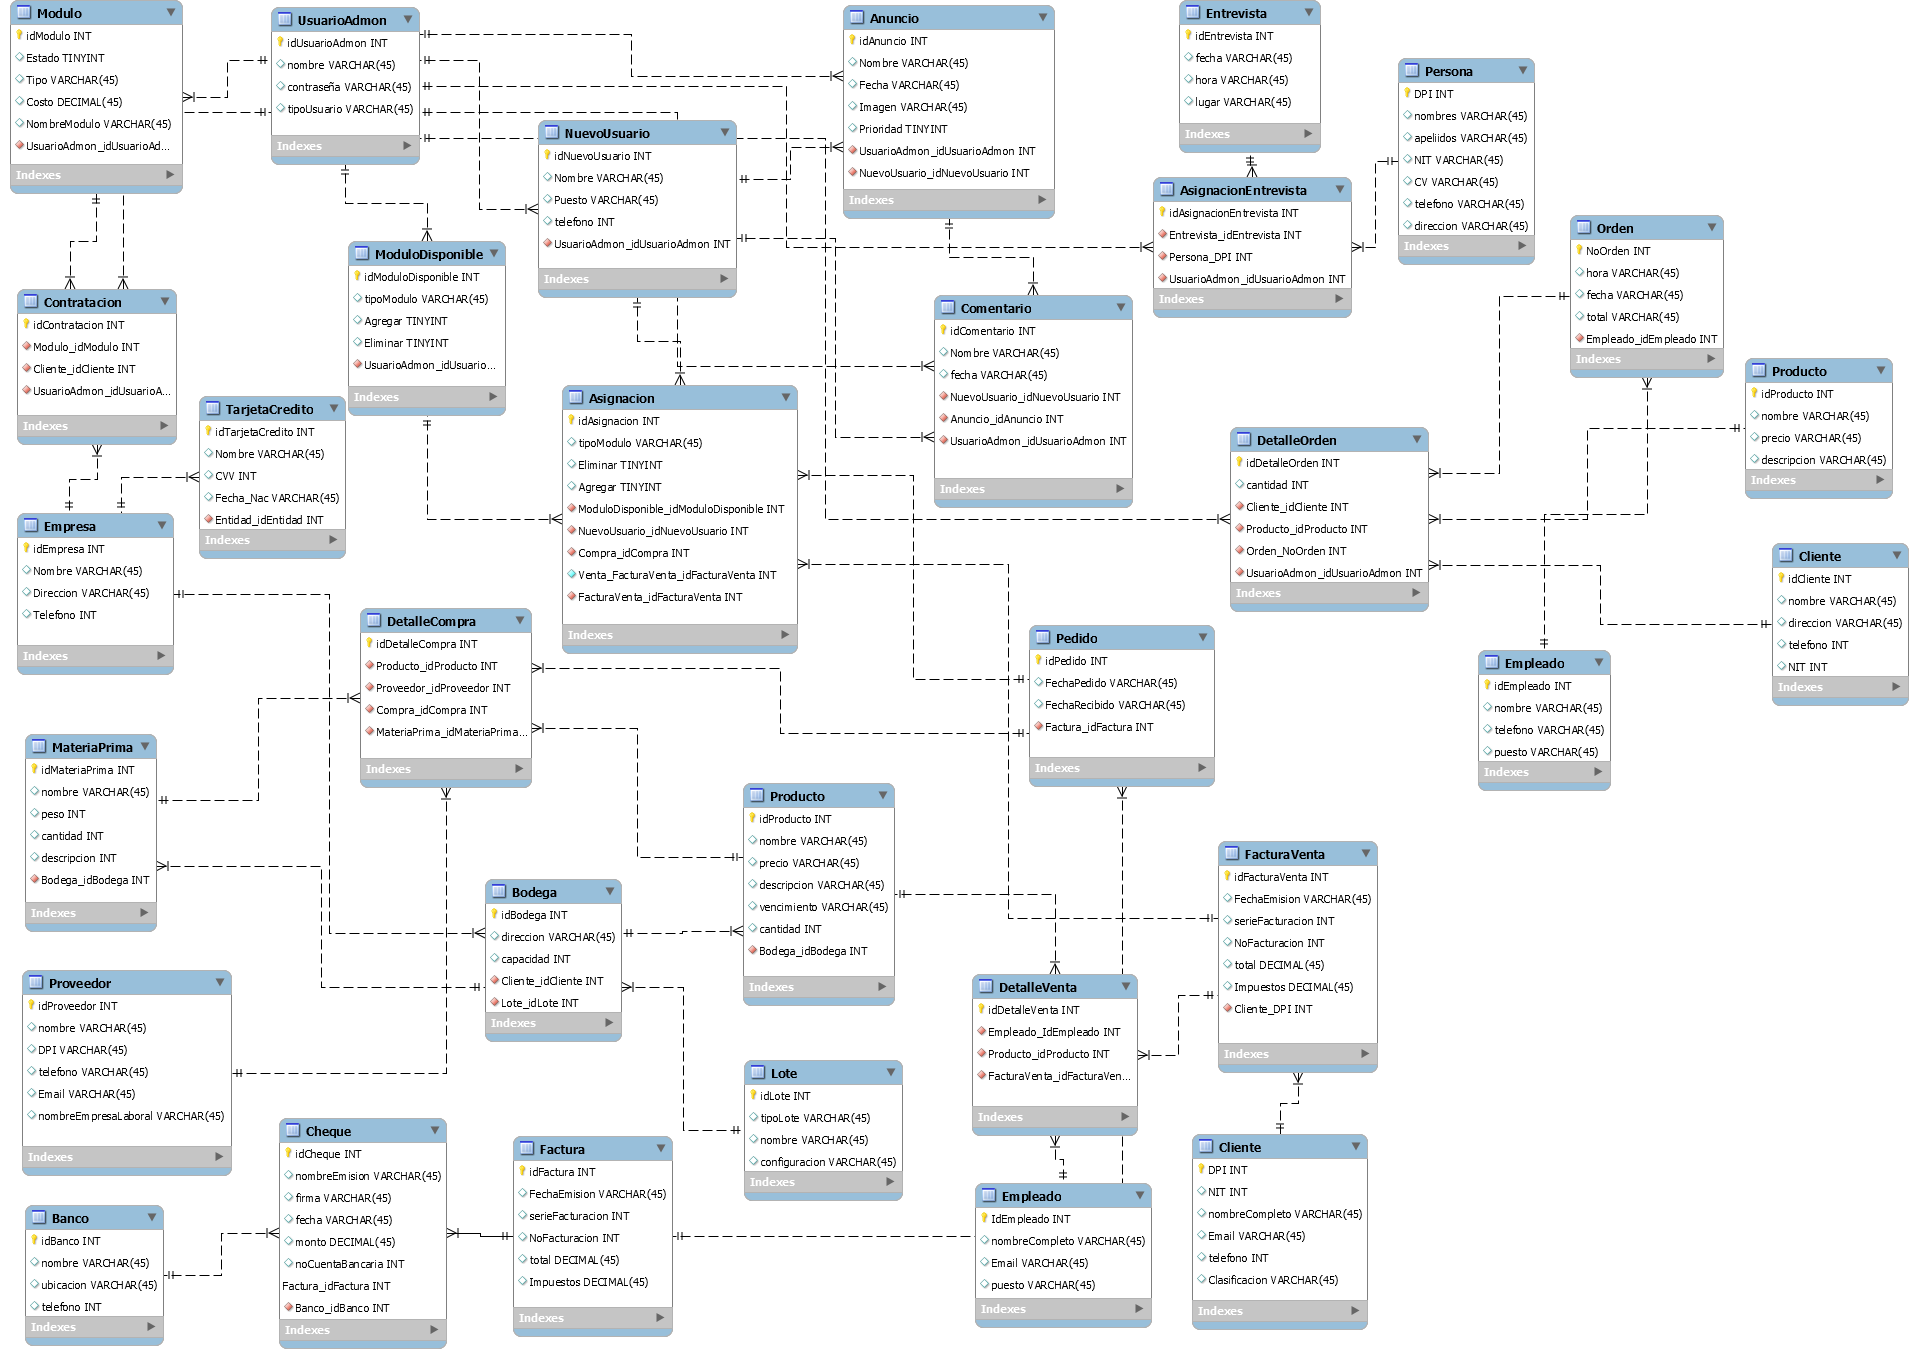 Modulo
idModulo INT
Estado TINYINT
Tipo VARCHAR(45)
Costo DECIMAL(45)
NombreModulo VARCHAR(45)
UsuarioAdmon_idUsuarioAd...
Indexes
UsuarioAdmon
idUsuarioAdmon INT
nombre VARCHAR(45)
contraseña VARCHAR(45)
tipoUsuario VARCHAR(45)
Indexes
NuevoUsuario
idNuevoUsuario INT
Nombre VARCHAR(45)
Puesto VARCHAR(45)
telefono INT
UsuarioAdmon_idUsuarioAdmon INT
Indexes
Anuncio
idAnuncio INT
Nombre VARCHAR(45)
Fecha VARCHAR(45)
Imagen VARCHAR(45)
Prioridad TINYINT
UsuarioAdmon_idUsuarioAdmon INT
NuevoUsuario_idNuevoUsuario INT
Indexes
Entrevista
idEntrevista INT
fecha VARCHAR(45)
hora VARCHAR(45)
lugar VARCHAR(45)
Indexes
Persona
DPI INT
nombres VARCHAR(45)
apeliidos VARCHAR(45)
NIT VARCHAR(45)
CV VARCHAR(45)
telefono VARCHAR(45)
direccion VARCHAR(45)
Indexes
AsignacionEntrevista
idAsignacionEntrevista INT
Entrevista_idEntrevista INT
Persona_DPI INT
UsuarioAdmon_idUsuarioAdmon INT
Indexes
Orden
NoOrden INT
hora VARCHAR(45)
fecha VARCHAR(45)
total VARCHAR(45)
Empleado_idEmpleado INT
Indexes
ModuloDisponible
idModuloDisponible INT
tipoModulo VARCHAR(45)
Agregar TINYINT
Eliminar TINYINT
UsuarioAdmon_idUsuario...
Indexes
Contratacion
idContratacion INT
Modulo_idModulo INT
Cliente_idCliente INT
UsuarioAdmon_idUsuarioA...
Indexes
Comentario
idComentario INT
Nombre VARCHAR(45)
fecha VARCHAR(45)
NuevoUsuario_idNuevoUsuario INT
Anuncio_idAnuncio INT
UsuarioAdmon_idUsuarioAdmon INT
Indexes
Producto
idProducto INT
nombre VARCHAR(45)
precio VARCHAR(45)
descripcion VARCHAR(45)
Indexes
TarjetaCredito
idTarjetaCredito INT
Nombre VARCHAR(45)
CVV INT
Fecha_Nac VARCHAR(45)
Entidad_idEntidad INT
Indexes
Asignacion
idAsignacion INT
tipoModulo VARCHAR(45)
Eliminar TINYINT
Agregar TINYINT
ModuloDisponible_idModuloDisponible INT
NuevoUsuario_idNuevoUsuario INT
Compra_idCompra INT
Venta_FacturaVenta_idFacturaVenta INT
FacturaVenta_idFacturaVenta INT
Indexes
DetalleOrden
idDetalleOrden INT
cantidad INT
Cliente_idCliente INT
Producto_idProducto INT
Orden_NoOrden INT
UsuarioAdmon_idUsuarioAdmon INT
Indexes
Empresa
idEmpresa INT
Nombre VARCHAR(45)
Direccion VARCHAR(45)
Telefono INT
Indexes
Cliente
idCliente INT
nombre VARCHAR(45)
direccion VARCHAR(45)
telefono INT
NIT INT
Indexes
DetalleCompra
idDetalleCompra INT
Producto_idProducto INT
Proveedor_idProveedor INT
Compra_idCompra INT
MateriaPrima_idMateriaPrima...
Indexes
Pedido
idPedido INT
FechaPedido VARCHAR(45)
FechaRecibido VARCHAR(45)
Factura_idFactura INT
Indexes
Empleado
idEmpleado INT
nombre VARCHAR(45)
telefono VARCHAR(45)
puesto VARCHAR(45)
Indexes
MateriaPrima
idMateriaPrima INT
nombre VARCHAR(45)
peso INT
cantidad INT
descripcion INT
Bodega_idBodega INT
Indexes
Producto
idProducto INT
nombre VARCHAR(45)
precio VARCHAR(45)
descripcion VARCHAR(45)
vencimiento VARCHAR(45)
cantidad INT
Bodega_idBodega INT
Indexes
FacturaVenta
idFacturaVenta INT
FechaEmision VARCHAR(45)
serieFacturacion INT
NoFacturacion INT
total DECIMAL(45)
Impuestos DECIMAL(45)
Cliente_DPI INT
Indexes
Bodega
idBodega INT
direccion VARCHAR(45)
capacidad INT
Cliente_idCliente INT
Lote_idLote INT
Indexes
Proveedor
idProveedor INT
nombre VARCHAR(45)
DPI VARCHAR(45)
telefono VARCHAR(45)
Email VARCHAR(45)
nombreEmpresaLaboral VARCHAR(45)
Indexes
DetalleVenta
idDetalleVenta INT
Empleado_IdEmpleado INT
Producto_idProducto INT
FacturaVenta_idFacturaVen...
Indexes
Lote
idLote INT
tipoLote VARCHAR(45)
nombre VARCHAR(45)
configuracion VARCHAR(45)
Indexes
Cheque
idCheque INT
nombreEmision VARCHAR(45)
firma VARCHAR(45)
fecha VARCHAR(45)
monto DECIMAL(45)
noCuentaBancaria INT
Factura_idFactura INT
Banco_idBanco INT
Indexes
Factura
idFactura INT
FechaEmision VARCHAR(45)
serieFacturacion INT
NoFacturacion INT
total DECIMAL(45)
Impuestos DECIMAL(45)
Indexes
Cliente
DPI INT
NIT INT
nombreCompleto VARCHAR(45)
Email VARCHAR(45)
telefono INT
Clasificacion VARCHAR(45)
Indexes
Empleado
IdEmpleado INT
nombreCompleto VARCHAR(45)
Email VARCHAR(45)
puesto VARCHAR(45)
Indexes
Banco
idBanco INT
nombre VARCHAR(45)
ubicacion VARCHAR(45)
telefono INT
Indexes